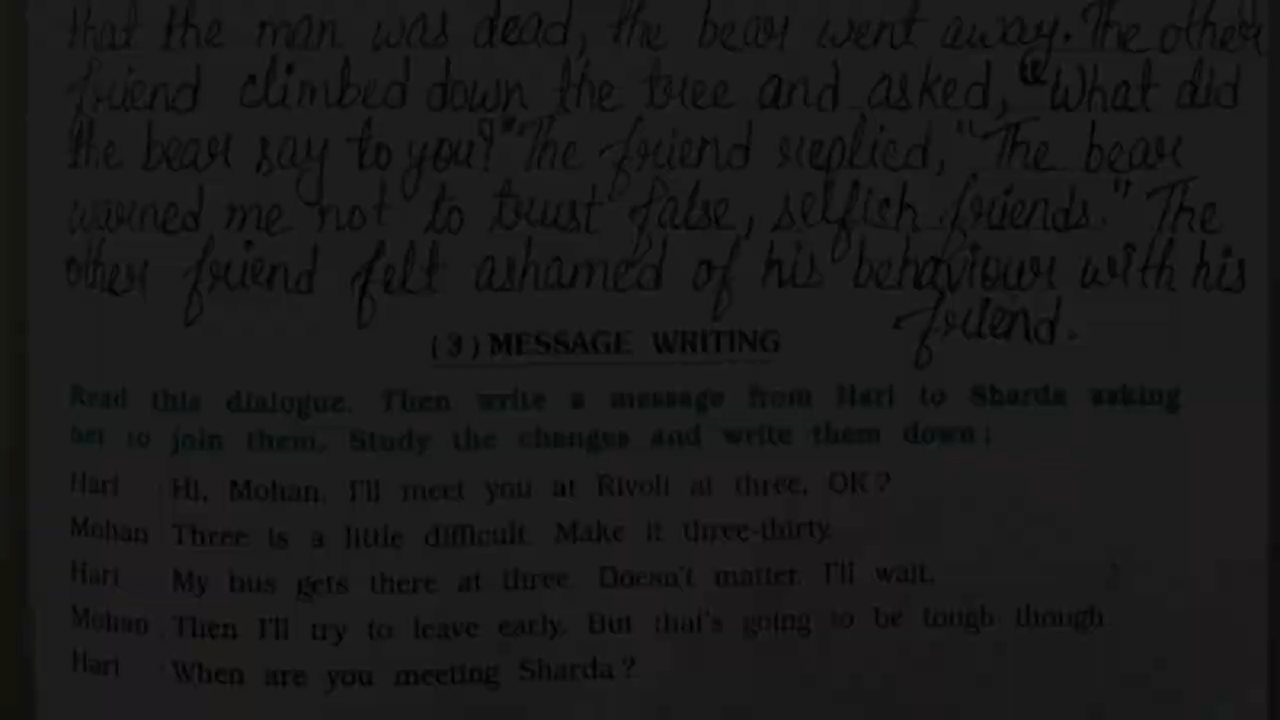 that the man was dead, the bear went away. The other
friend climbed down the tree and asked, "What did
the bear say to you?" The friend replied, "The bear
warned me not to trust false, selfish friends." The
other friend felt ashamed of his behaviour with his
friend.
( 3 ) MESSAGE WRITING
Read this dialogue. Then write a message from Hari to Sharda asking
her to join them. Study the changes and write them down :
Hari : Hi, Mohan. I'll meet you at Rivoli at three, OK ?
Mohan : Three is a little difficult. Make it three-thirty.
Hari : My bus gets there at three. Doesn't matter. I'll wait.
Mohan : Then I'll try to leave early. But that's going to be tough though.
Hari : When are you meeting Sharda ?